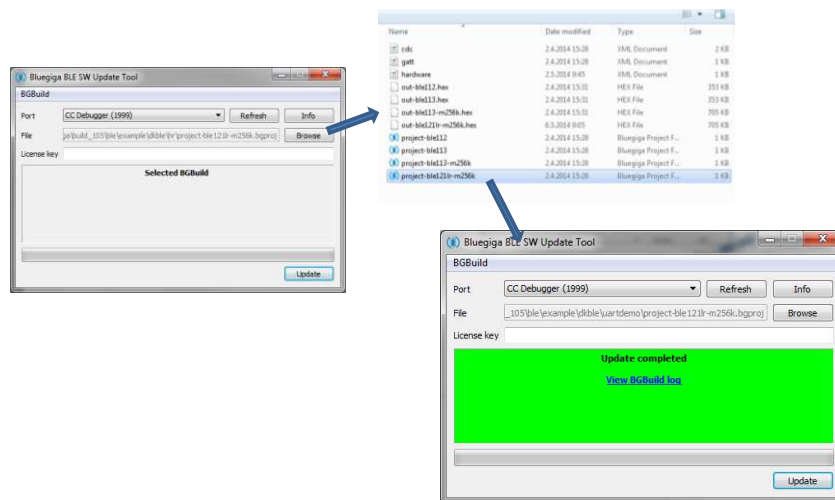 Name Date modified Type Size
cdc 2.4.2014 15:28 XML Document 2 KB
gatt 2.4.2014 15:28 XML Document 1 KB
hardware 2.5.2014 9:45 XML Document 1 KB
out-ble112.hex 2.4.2014 15:31 HEX File 353 KB
out-ble113.hex 2.4.2014 15:31 HEX File 353 KB
out-ble113-m256k.hex 2.4.2014 15:31 HEX File 705 KB
out-ble121lr-m256k.hex 6.5.2014 9:05 HEX File 705 KB
project-ble112 2.4.2014 15:28 Bluegiga Project F... 1 KB
project-ble113 2.4.2014 15:28 Bluegiga Project F... 1 KB
project-ble113-m256k 2.4.2014 15:28 Bluegiga Project F... 1 KB
project-ble121lr-m256k 2.4.2014 15:28 Bluegiga Project F... 1 KB
Bluegiga BLE SW Update Tool
BGBuild
Port CC Debugger (1999) Refresh Info
File ga\build_105\ble\example\dkble\hr\project-ble121lr-m256k.bgproj Browse
License key
Selected BGBuild
Update
Bluegiga BLE SW Update Tool
BGBuild
Port CC Debugger (1999) Refresh Info
File _105\ble\example\dkble\uartdemo\project-ble121lr-m256k.bgproj Browse
License key
Update completed
View BGBuild log
Update